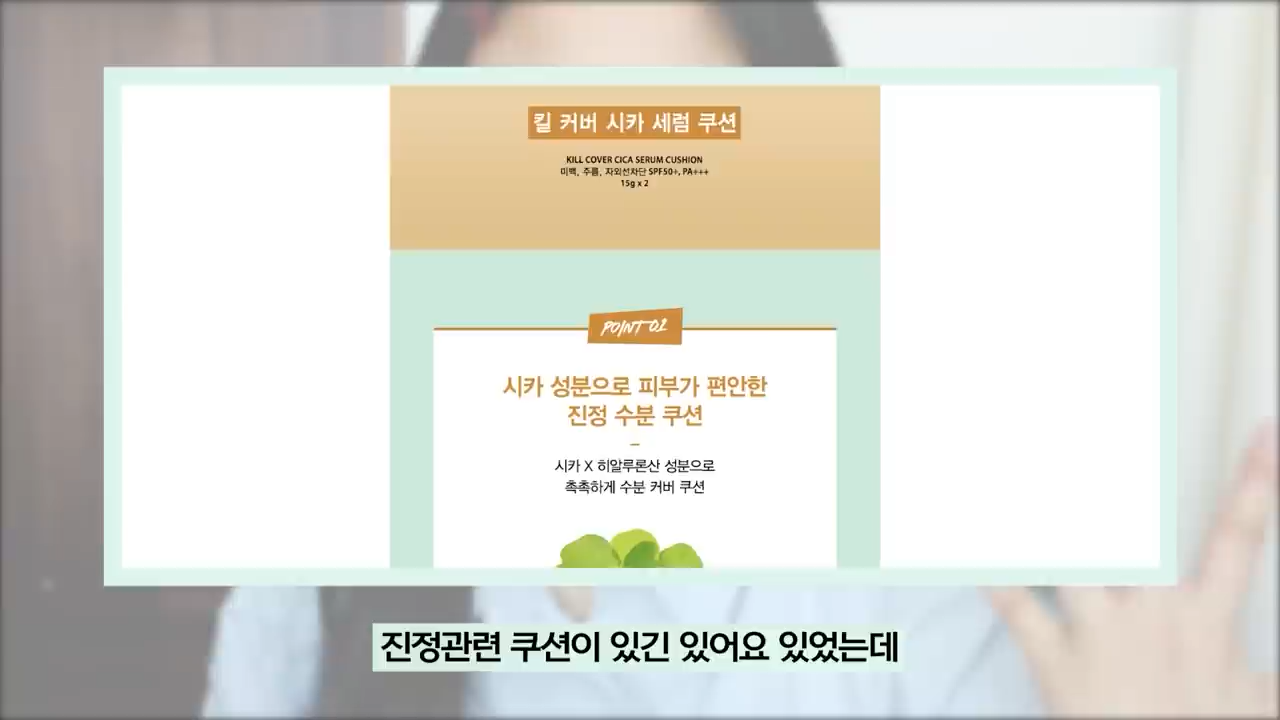 킬 커버 시카 세럼 쿠션
KILL COVER CICA SERUM CUSHION
미백, 주름, 자외선차단 SPF50+, PA+++
15g x 2
POINT 01
시카 성분으로 피부가 편안한
진정 수분 쿠션
시카 X 히알루론산 성분으로
촉촉하게 수분 커버 쿠션
진정관련 쿠션이 있긴 있어요 있었는데